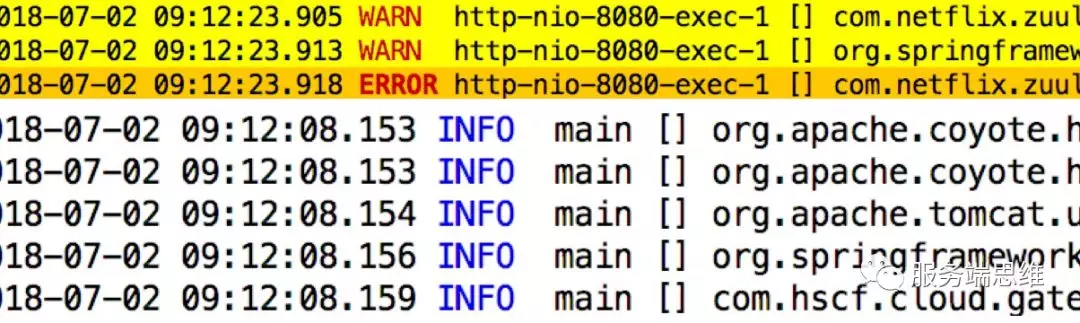 018-07-02 09:12:23.905 WARN http-nio-8080-exec-1 [] com.netflix.zuul
018-07-02 09:12:23.913 WARN http-nio-8080-exec-1 [] org.springframew
018-07-02 09:12:23.918 ERROR http-nio-8080-exec-1 [] com.netflix.zuul
018-07-02 09:12:08.153 INFO main [] org.apache.coyote.h
018-07-02 09:12:08.153 INFO main [] org.apache.coyote.h
018-07-02 09:12:08.154 INFO main [] org.apache.tomcat.u
018-07-02 09:12:08.156 INFO main [] org.springframework
018-07-02 09:12:08.159 INFO main [] com.hscf.cloud.gate
服务端思维